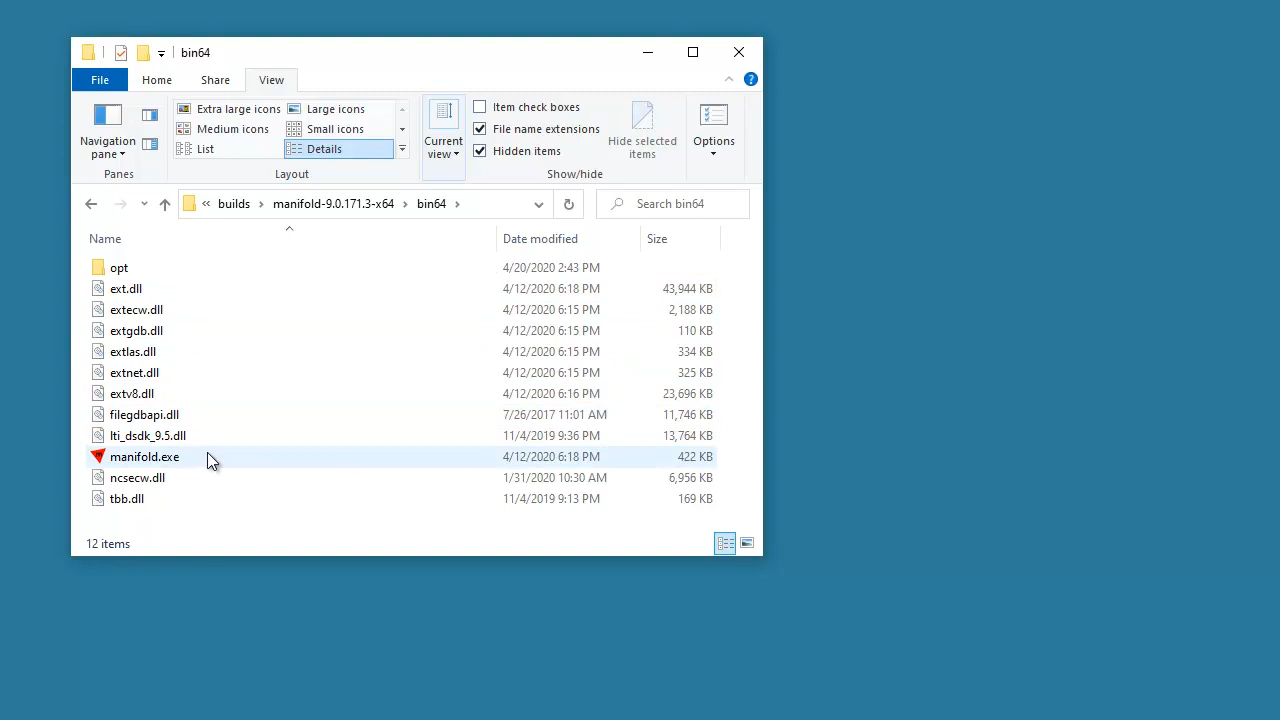 bin64
File Home Share View
Navigation pane
Panes
Extra large icons Large icons
Medium icons Small icons
List Details
Layout
Current view
Item check boxes
File name extensions
Hidden items
Hide selected items
Show/hide
Options
« builds › manifold-9.0.171.3-x64 › bin64 ›
Search bin64
Name Date modified Size
opt 4/20/2020 2:43 PM
ext.dll 4/12/2020 6:18 PM 43,944 KB
extecw.dll 4/12/2020 6:15 PM 2,188 KB
extgdb.dll 4/12/2020 6:15 PM 110 KB
extlas.dll 4/12/2020 6:15 PM 334 KB
extnet.dll 4/12/2020 6:15 PM 325 KB
extv8.dll 4/12/2020 6:16 PM 23,696 KB
filegdbapi.dll 7/26/2017 11:01 AM 11,746 KB
lti_dsdk_9.5.dll 11/4/2019 9:36 PM 13,764 KB
manifold.exe 4/12/2020 6:18 PM 422 KB
ncsecw.dll 1/31/2020 10:30 AM 6,956 KB
tbb.dll 11/4/2019 9:13 PM 169 KB
12 items